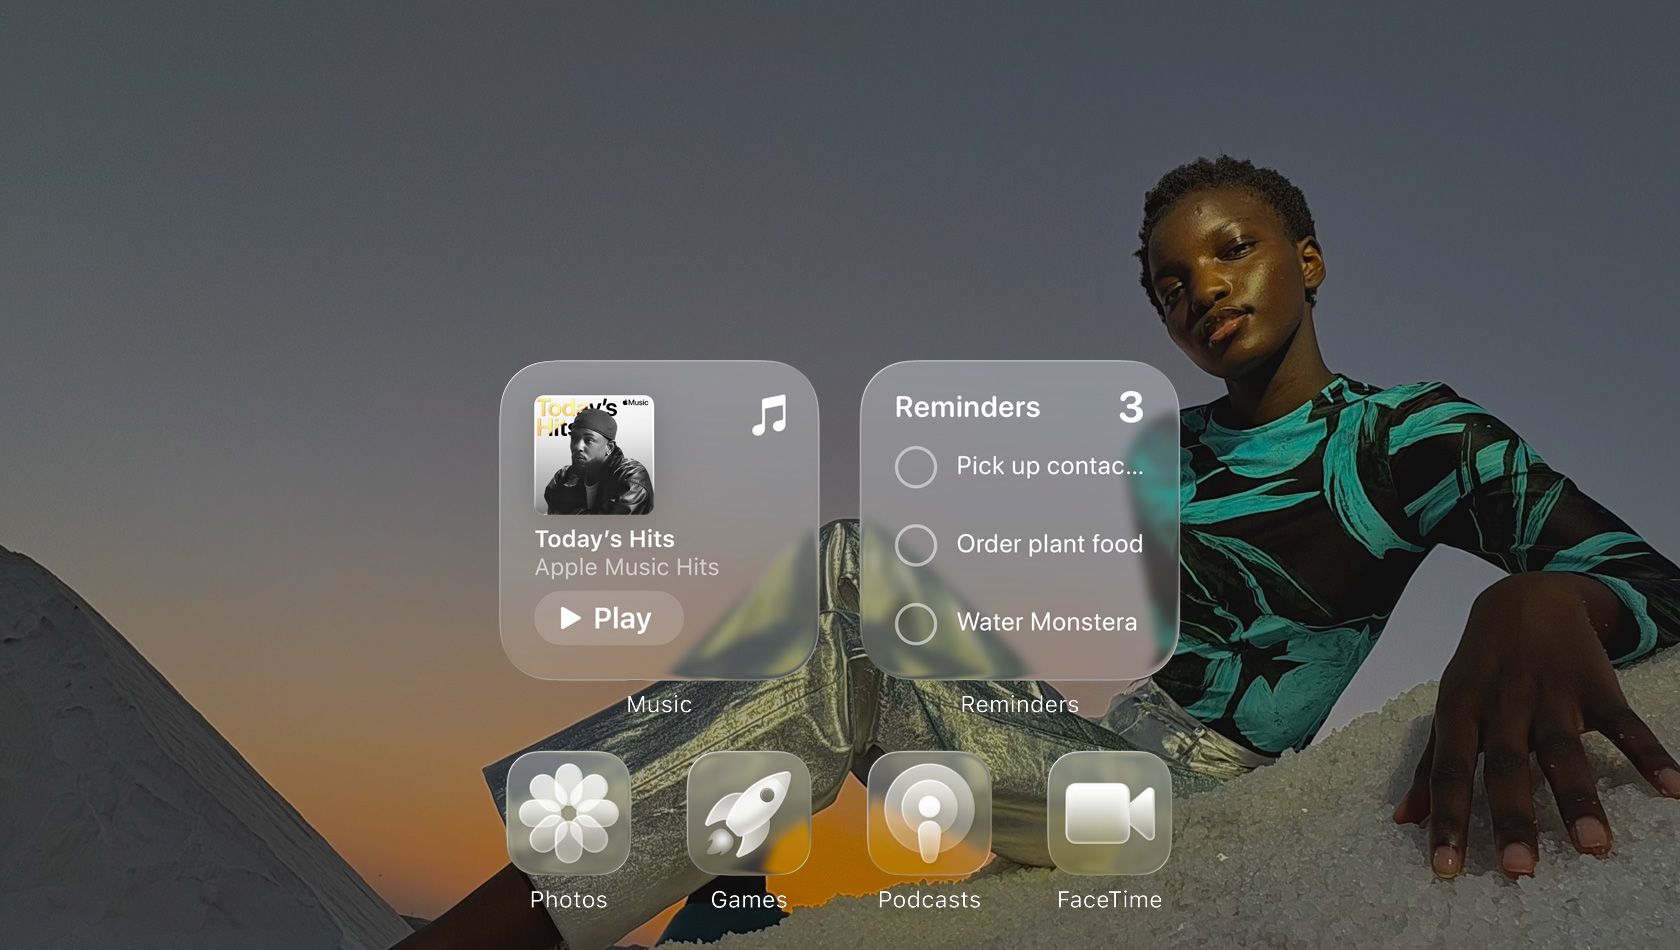 Today's
Hits
Music
Today’s Hits
Apple Music Hits
Play
Music
Reminders
3
Pick up contac...
Order plant food
Water Monstera
Reminders
Photos
Games
Podcasts
FaceTime